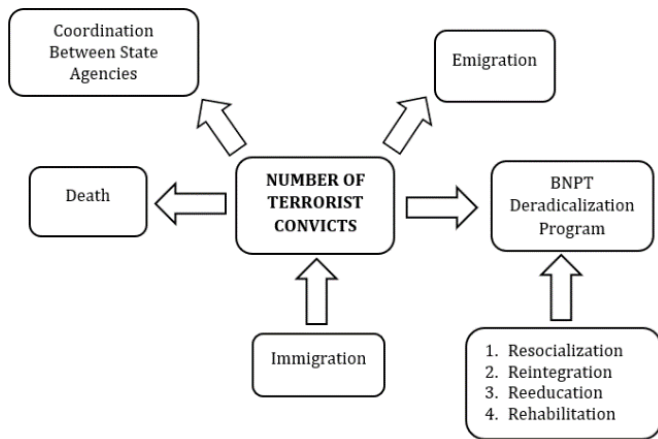 Coordination
Between State
Agencies
Emigration
Death
NUMBER OF
TERRORIST
CONVICTS
BNPT
Deradicalization
Program
Immigration
1. Resocialization
2. Reintegration
3. Reeducation
4. Rehabilitation